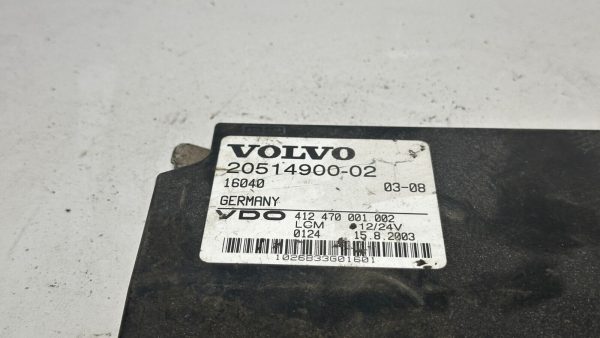 VOLVO
20514900-02
16040 03-08
GERMANY
VDO 412 470 001 002
LCM 12/24V
0124 15.8.2003
1026833G01601